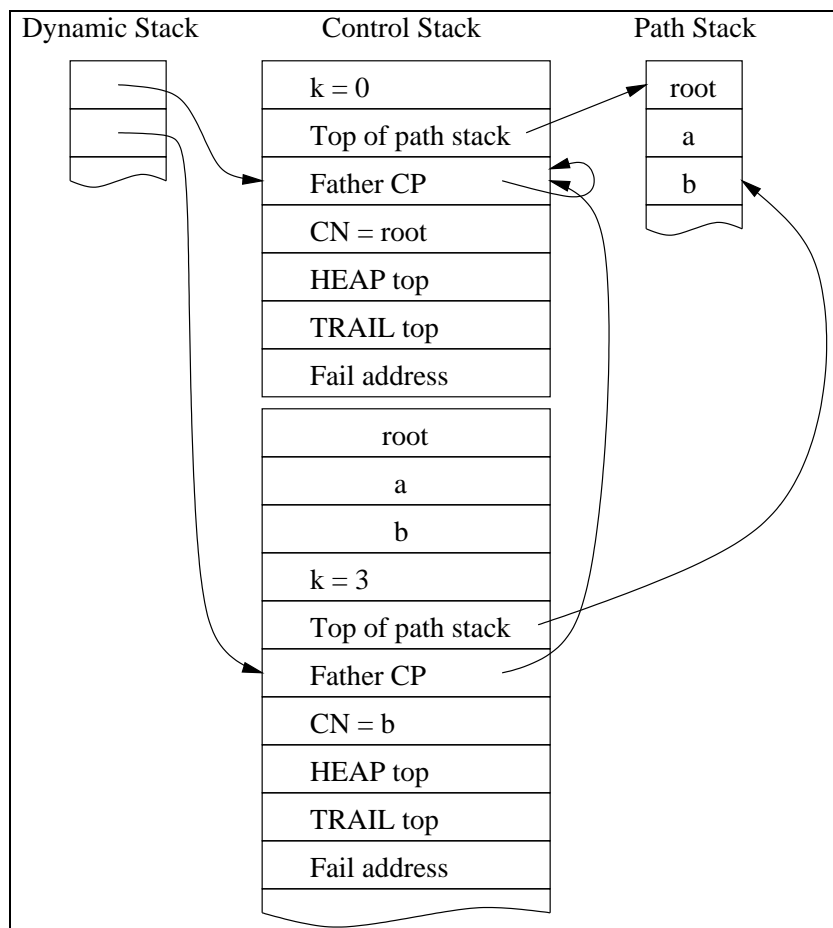 Dynamic Stack
Control Stack
Path Stack
k = 0
Top of path stack
Father CP
CN = root
HEAP top
TRAIL top
Fail address
root
a
b
k = 3
Top of path stack
Father CP
CN = b
HEAP top
TRAIL top
Fail address
root
a
b